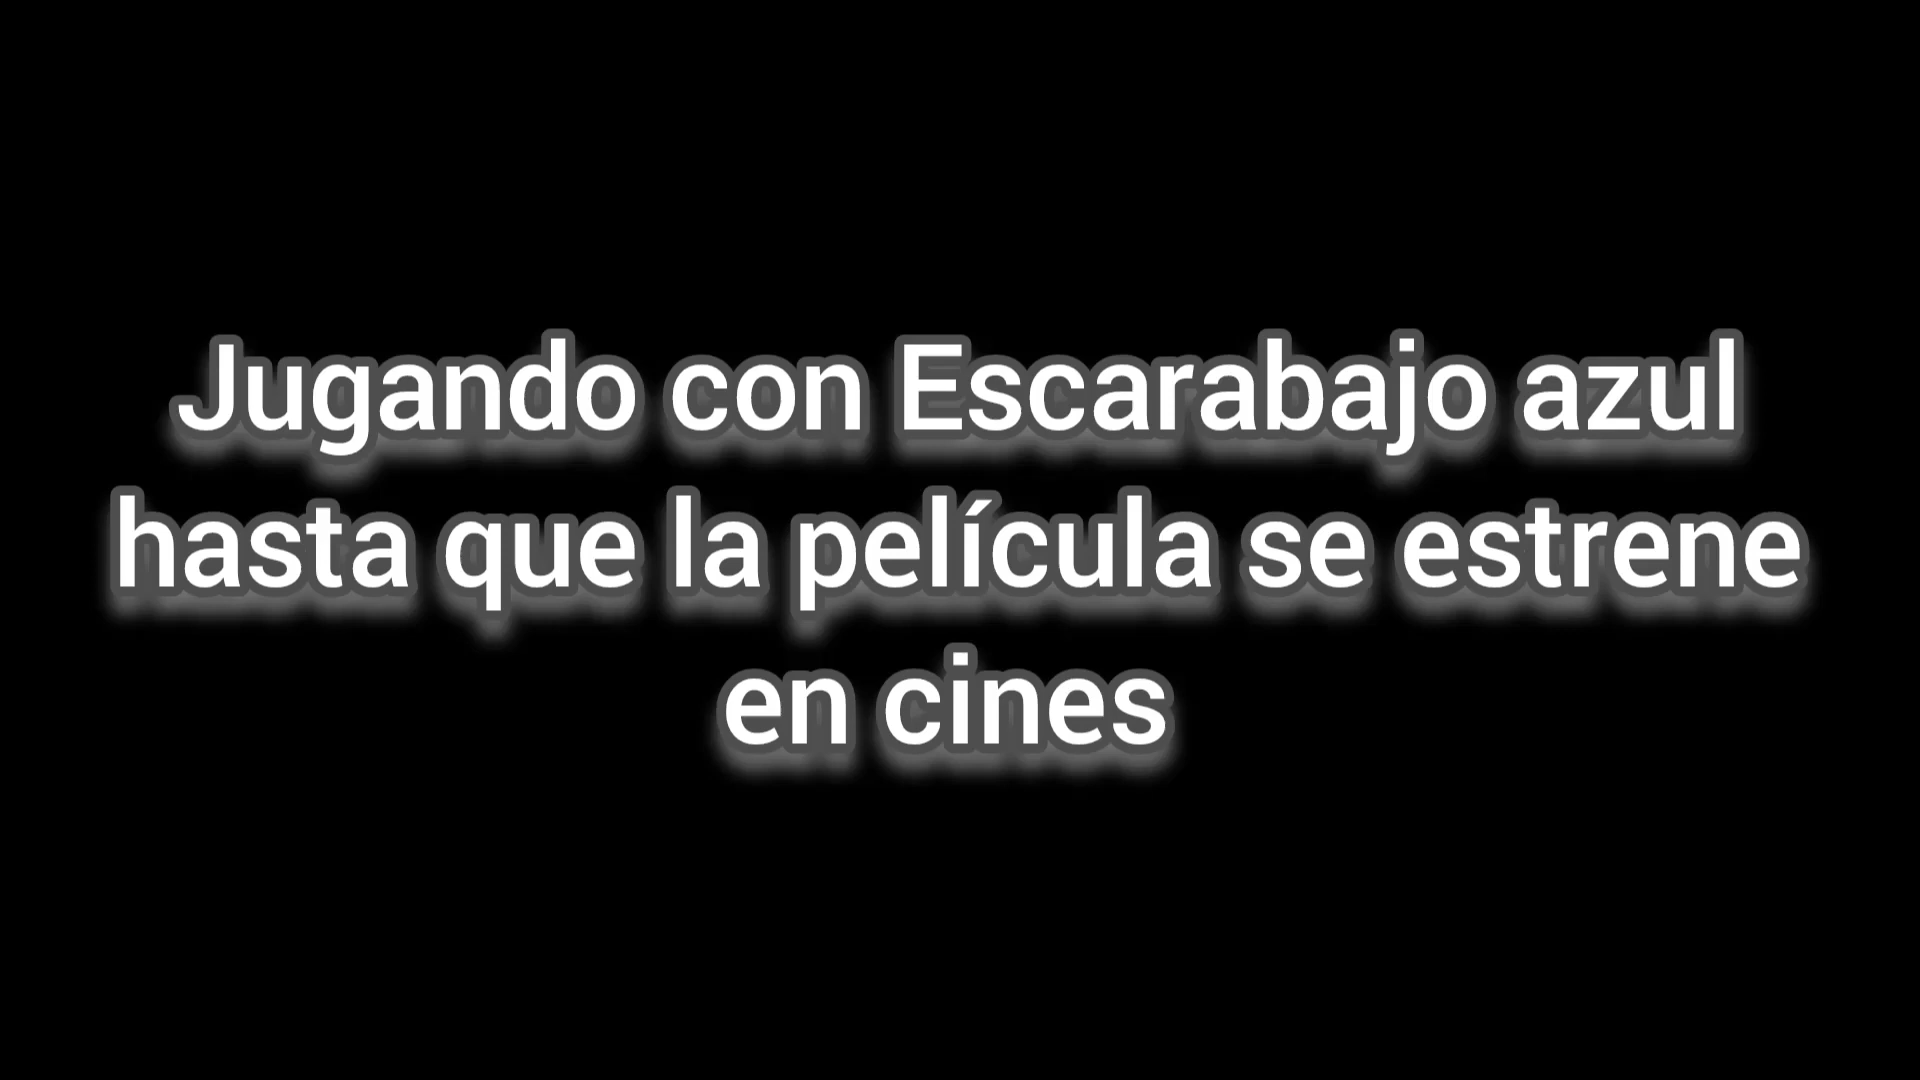 Jugando con Escarabajo azul
hasta que la película se estrene
en cines